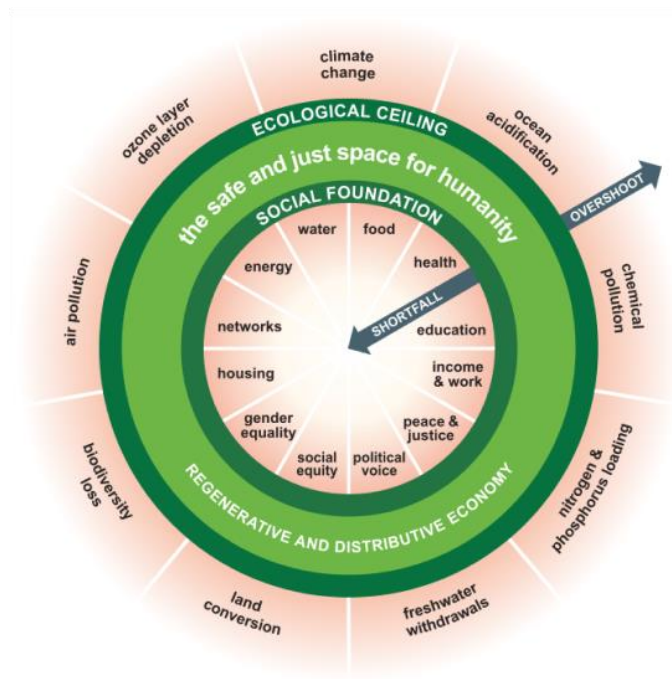 climate
change
ocean
acidification
chemical
pollution
nitrogen &
phosphorus loading
freshwater
withdrawals
land
conversion
biodiversity
loss
air pollution
ozone layer
depletion
ECOLOGICAL CEILING
the safe and just space for humanity
SOCIAL FOUNDATION
OVERSHOOT
SHORTFALL
water
food
health
education
income
& work
peace &
justice
political
voice
social
equity
gender
equality
housing
networks
energy
REGENERATIVE AND DISTRIBUTIVE ECONOMY